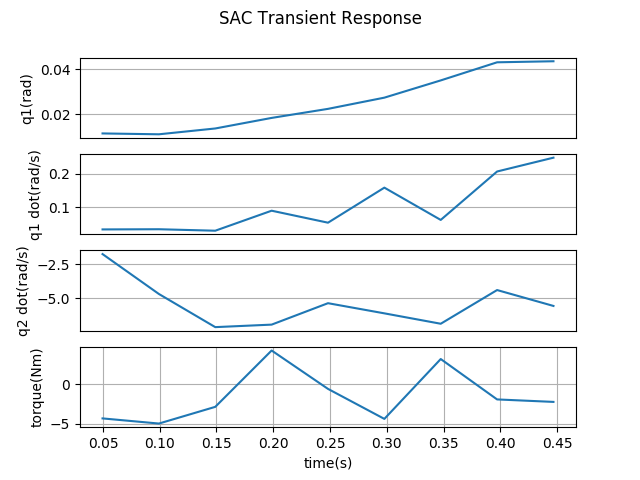 SAC Transient Response
q1(rad)
0.04
0.02
q1 dot(rad/s)
0.2
0.1
q2 dot(rad/s)
−2.5
−5.0
torque(Nm)
0
−5
0.05 0.10 0.15 0.20 0.25 0.30 0.35 0.40 0.45
time(s)